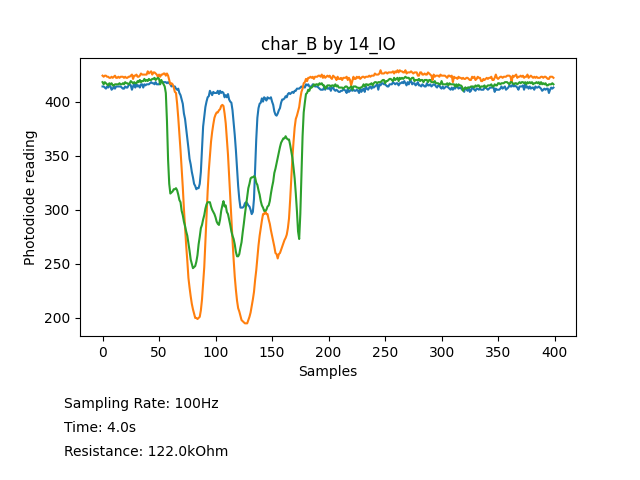 char_B by 14_IO
Photodiode reading
400
350
300
250
200
0 50 100 150 200 250 300 350 400
Samples
Sampling Rate: 100Hz
Time: 4.0s
Resistance: 122.0kOhm